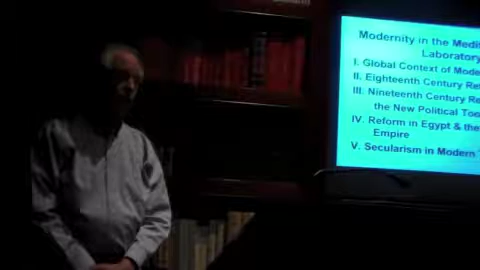 Modernity in the Medit
Laboratory
I. Global Context of Mode
II. Eighteenth Century Re
III. Nineteenth Century Re
the New Political Too
IV. Reform in Egypt & the
Empire
V. Secularism in Modern